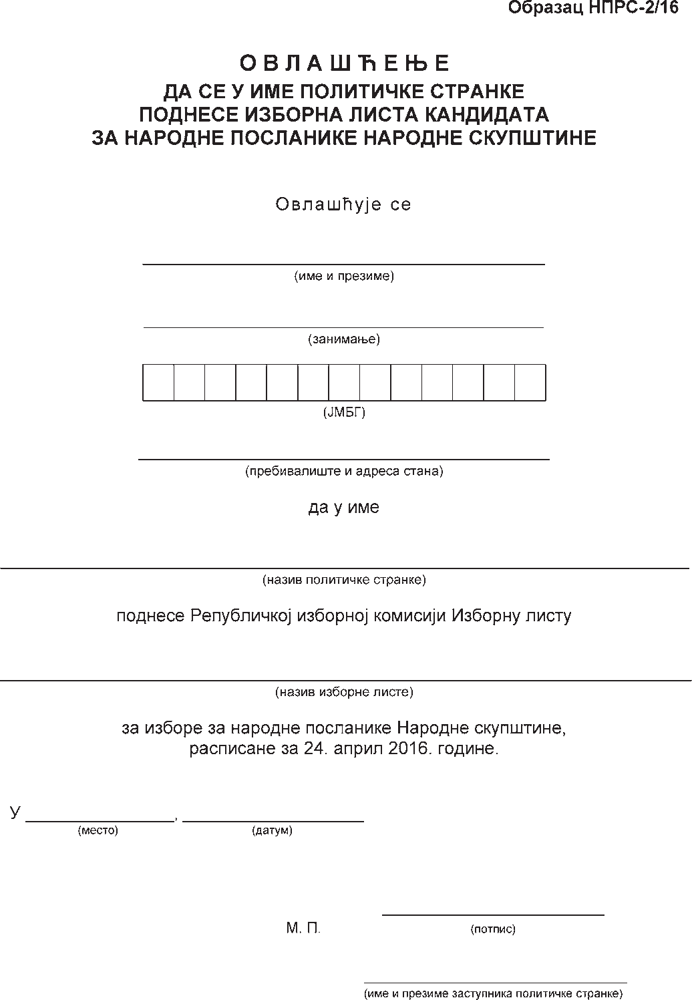 Образац НПРС-2/16
О В Л А Ш Ћ Е Њ Е
ДА СЕ У ИМЕ ПОЛИТИЧКЕ СТРАНКЕ
ПОДНЕСЕ ИЗБОРНА ЛИСТА КАНДИДАТА
ЗА НАРОДНЕ ПОСЛАНИКЕ НАРОДНЕ СКУПШТИНЕ
Овлашћује се
(име и презиме)
(занимање)
(ЈМБГ)
(пребивалиште и адреса стана)
да у име
(назив политичке странке)
поднесе Републичкој изборној комисији Изборну листу
(назив изборне листе)
за изборе за народне посланике Народне скупштине,
расписане за 24. април 2016. године.
У ____________, ____________
(место) (датум)
М. П. (потпис)
(име и презиме заступника политичке странке)